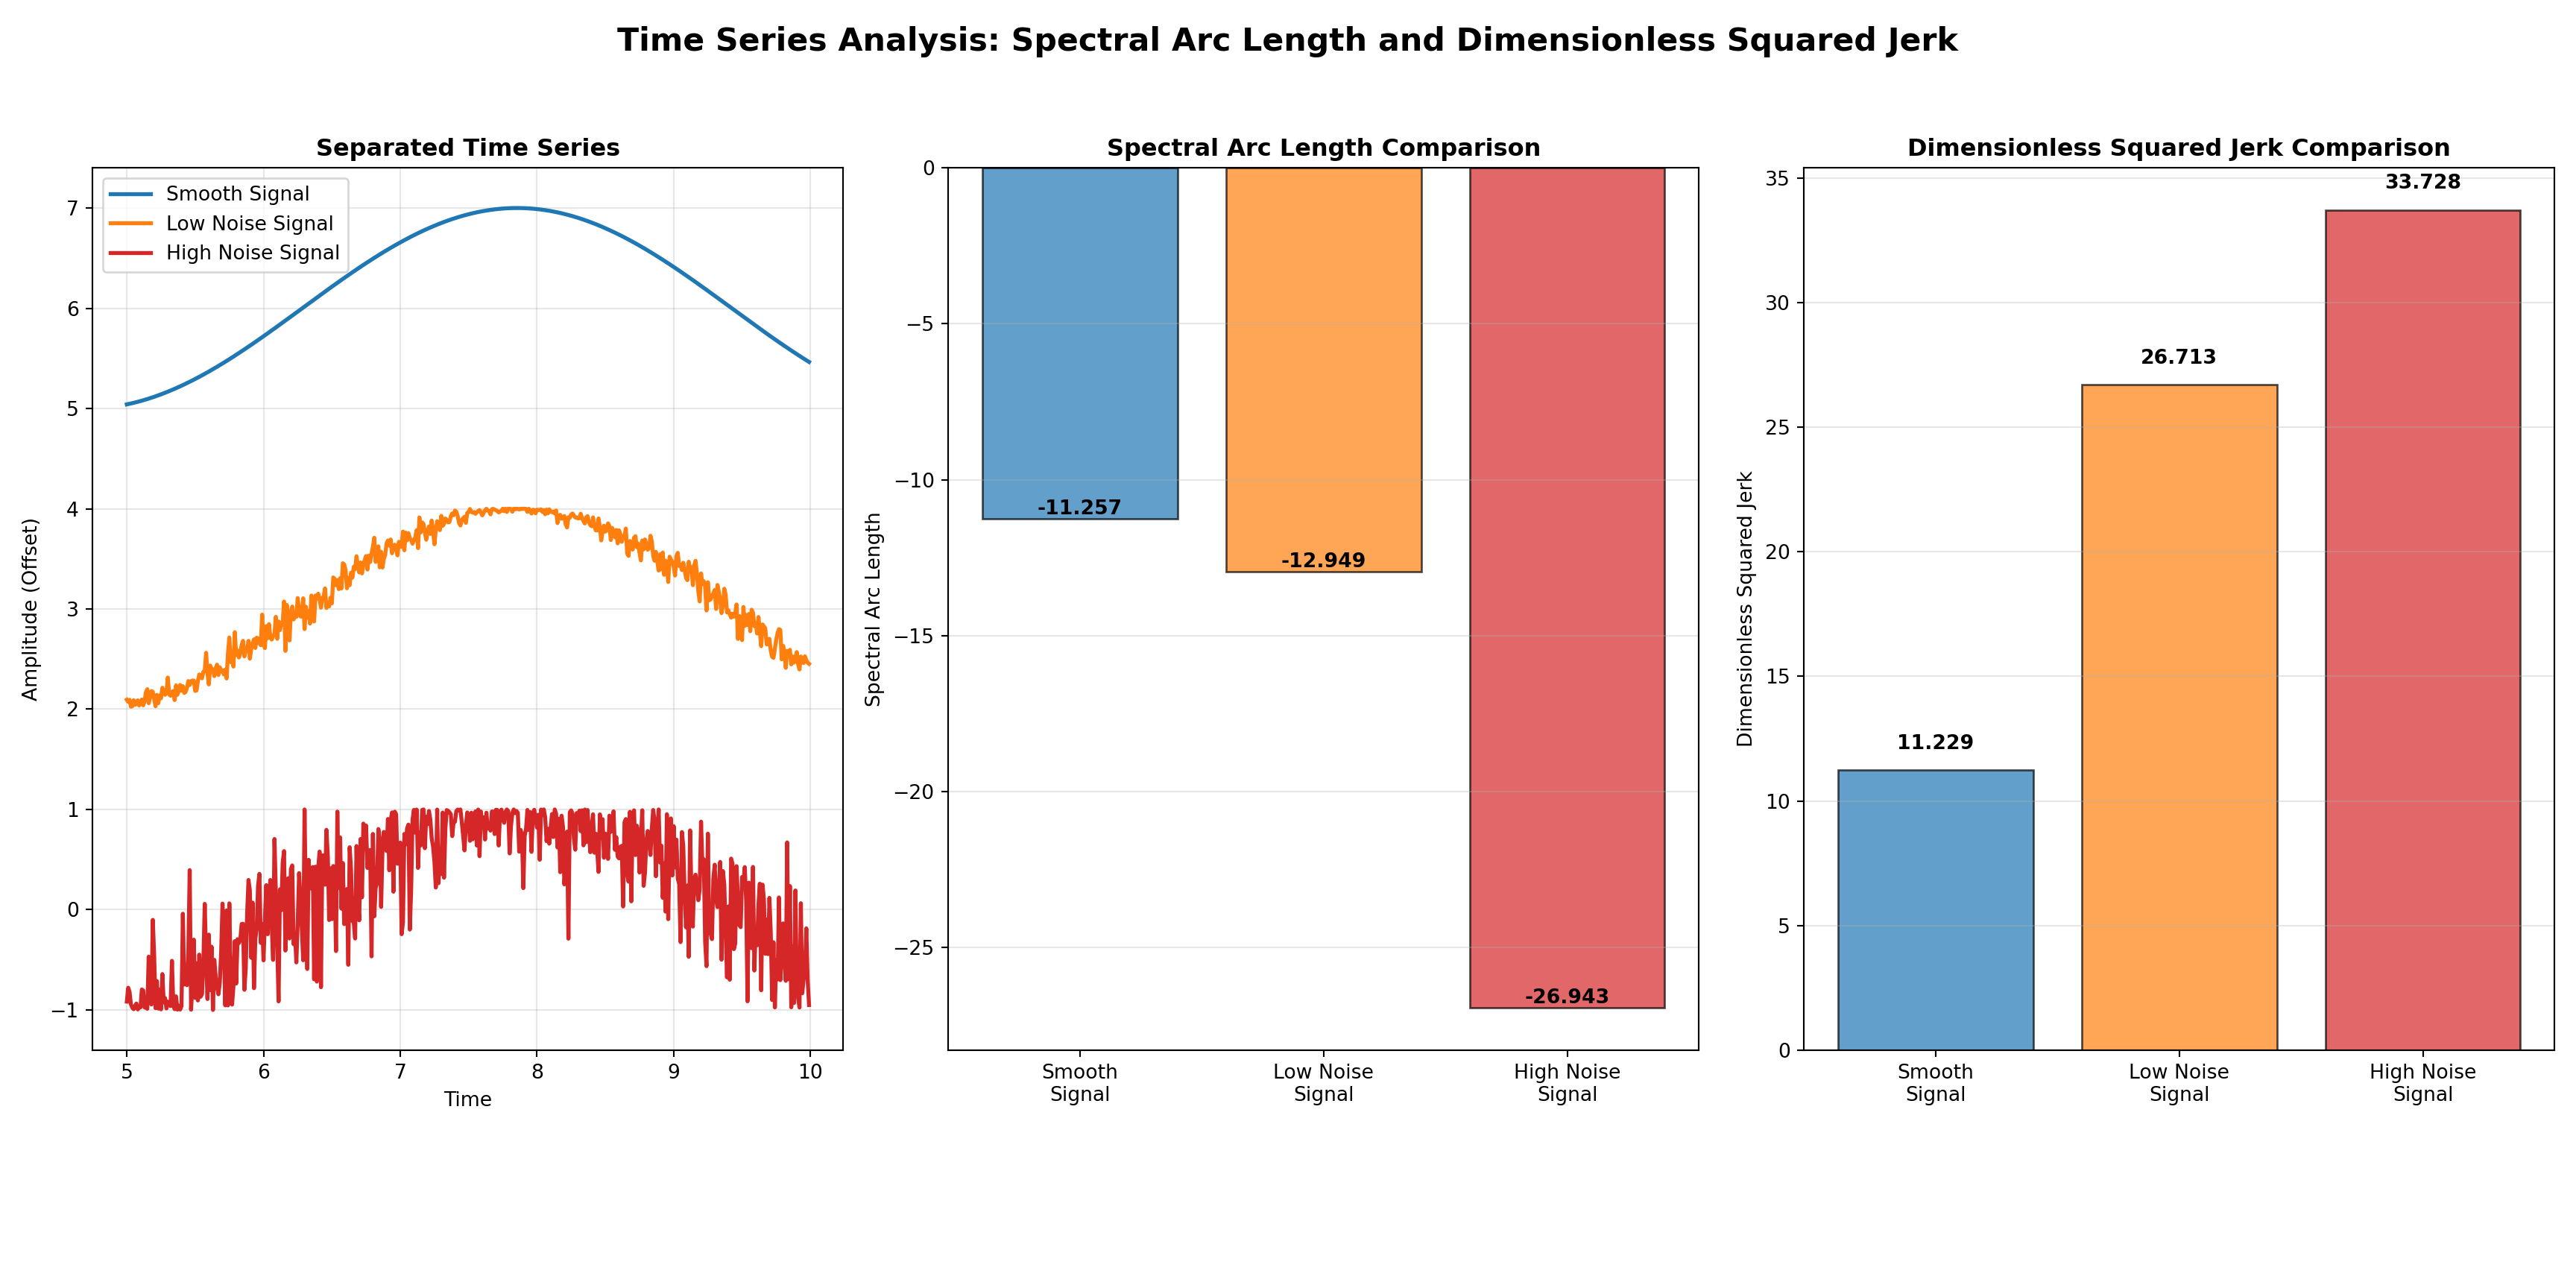 Time Series Analysis: Spectral Arc Length and Dimensionless Squared Jerk
Separated Time Series
Smooth Signal
Low Noise Signal
High Noise Signal
Amplitude (Offset)
7
6
5
4
3
2
1
0
−1
5
6
7
8
9
10
Time
Spectral Arc Length Comparison
Spectral Arc Length
0
−5
−10
−15
−20
−25
-11.257
-12.949
-26.943
Smooth
Signal
Low Noise
Signal
High Noise
Signal
Dimensionless Squared Jerk Comparison
Dimensionless Squared Jerk
35
30
25
20
15
10
5
0
11.229
26.713
33.728
Smooth
Signal
Low Noise
Signal
High Noise
Signal